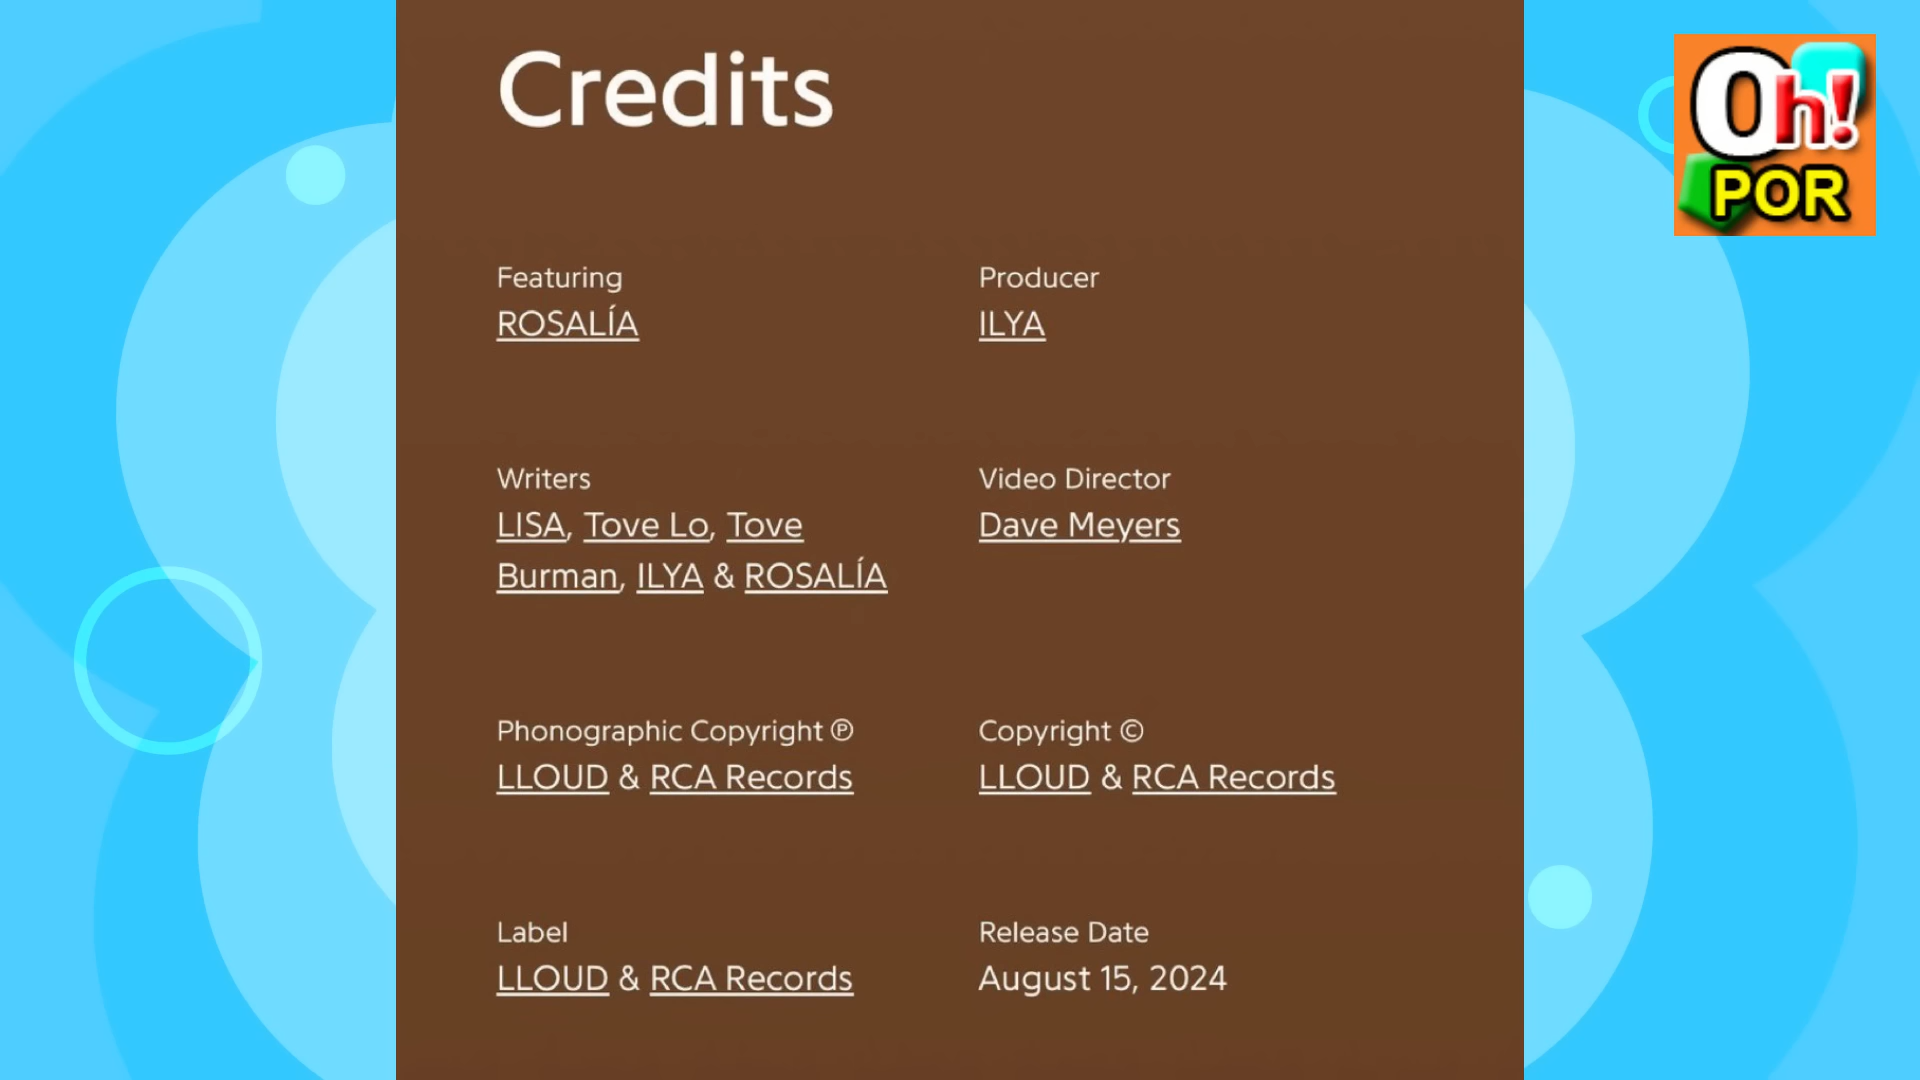 Credits
Oh!
POR
Featuring
ROSALÍA
Producer
ILYA
Writers
LISA, Tove Lo, Tove
Burman, ILYA & ROSALÍA
Video Director
Dave Meyers
Phonographic Copyright ℗
LLOUD & RCA Records
Copyright ©
LLOUD & RCA Records
Label
LLOUD & RCA Records
Release Date
August 15, 2024